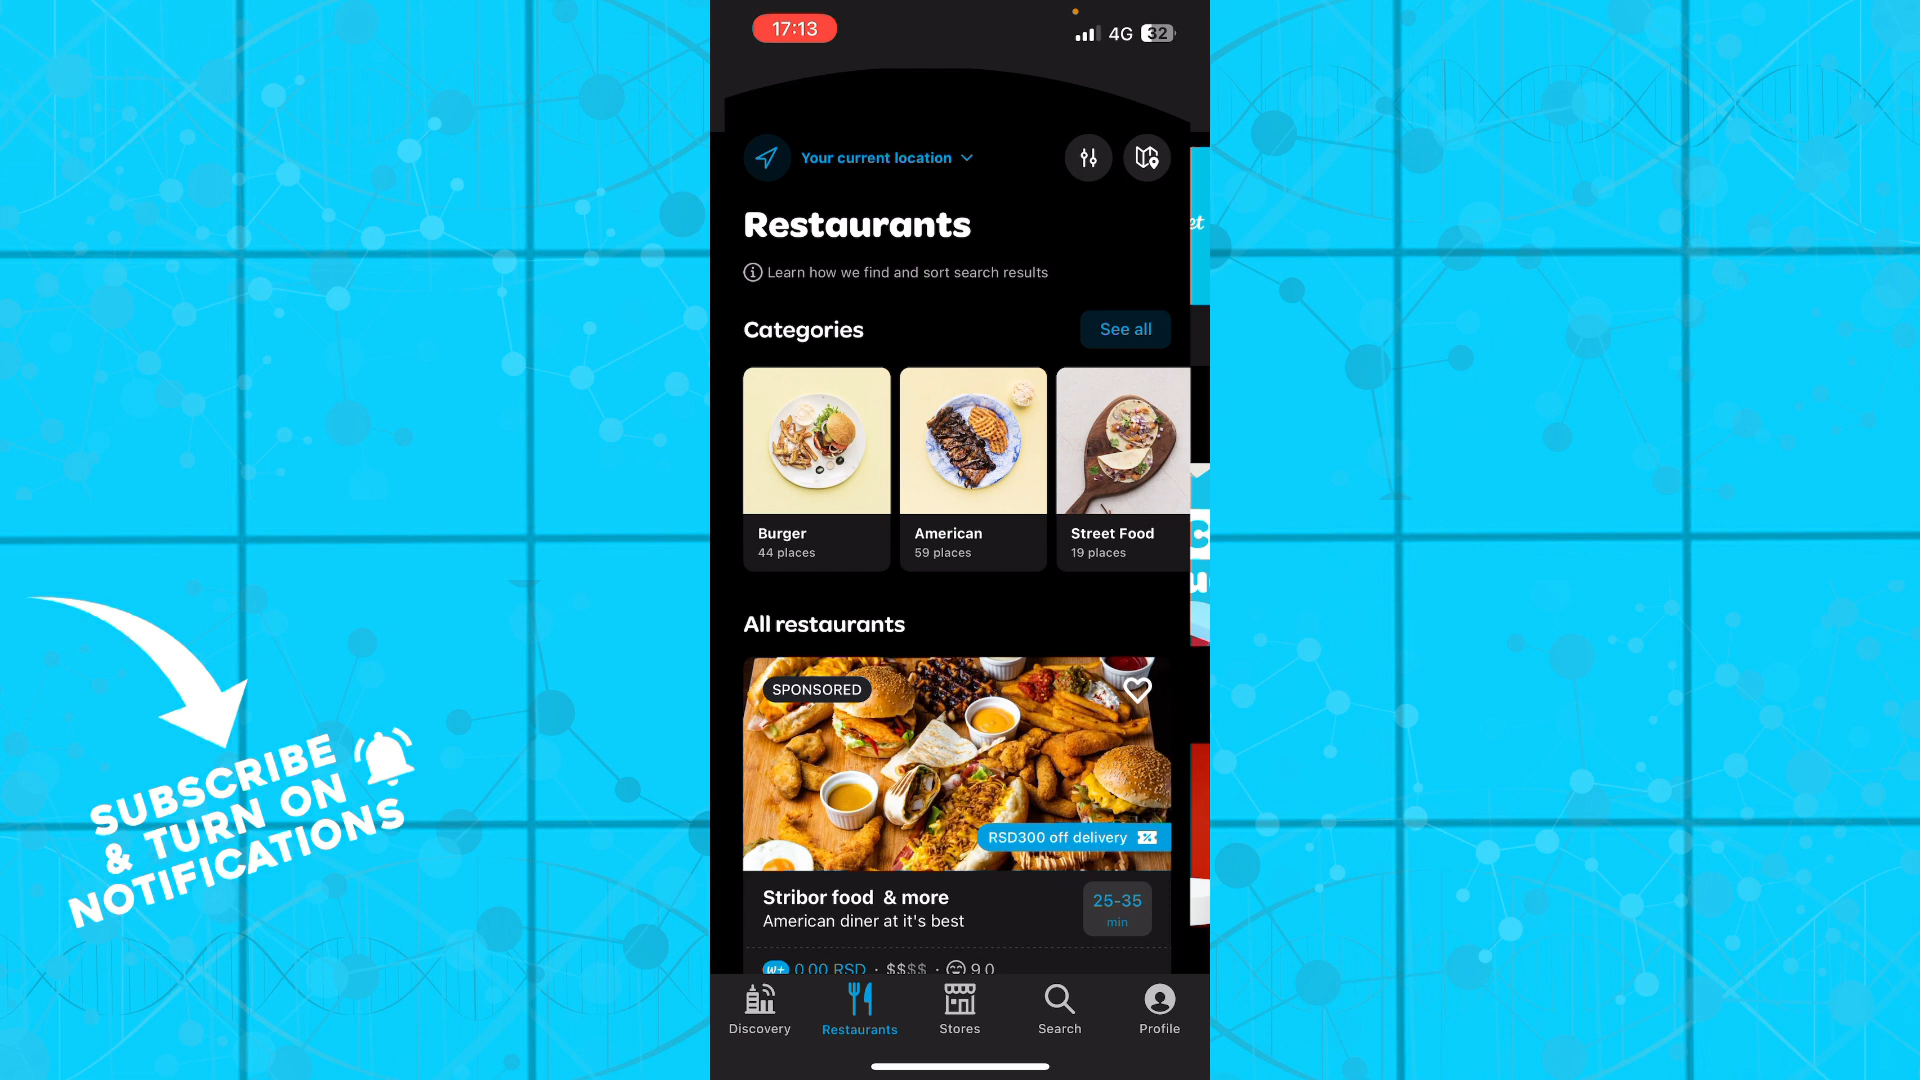 17:13
4G 32
Your current location
Restaurants
Learn how we find and sort search results
Categories
See all
Burger
44 places
American
59 places
Street Food
19 places
All restaurants
SPONSORED
RSD300 off delivery
Stribor food & more
American diner at it's best
25-35
min
W+ 0.00 RSD · $$$$ · 9.0
Discovery
Restaurants
Stores
Search
Profile
SUBSCRIBE
& TURN ON
NOTIFICATIONS
et